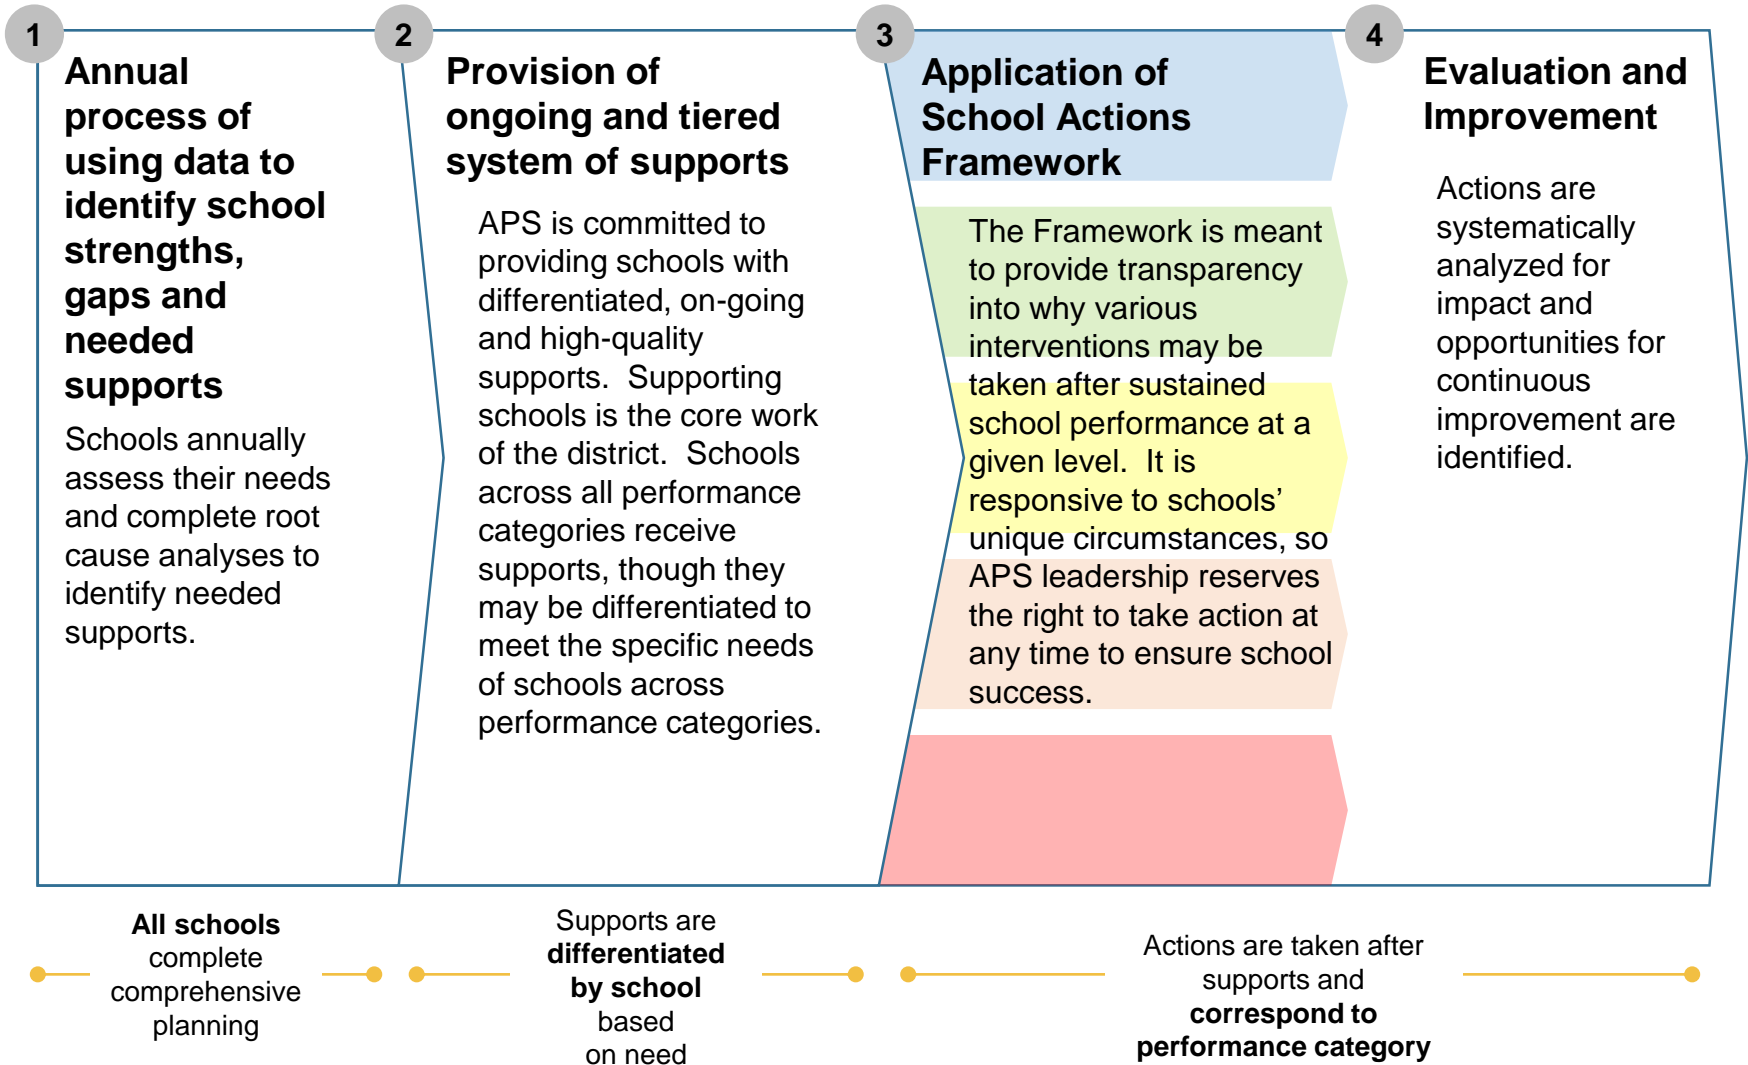 1
Annual
process of
using data to
identify school
strengths,
gaps and
needed
supports
Schools annually
assess their needs
and complete root
cause analyses to
identify needed
supports.
2
Provision of
ongoing and tiered
system of supports
APS is committed to
providing schools with
differentiated, on-going
and high-quality
supports.  Supporting
schools is the core work
of the district.  Schools
across all performance
categories receive
supports, though they
may be differentiated to
meet the specific needs
of schools across
performance categories.
3
Application of
School Actions
Framework
The Framework is meant
to provide transparency
into why various
interventions may be
taken after sustained
school performance at a
given level.  It is
responsive to schools’
unique circumstances, so
APS leadership reserves
the right to take action at
any time to ensure school
success.
4
Evaluation and
Improvement
Actions are
systematically
analyzed for
impact and
opportunities for
continuous
improvement are
identified.
All schools
complete
comprehensive
planning
Supports are
differentiated
by school
based
on need
Actions are taken after
supports and
correspond to
performance category